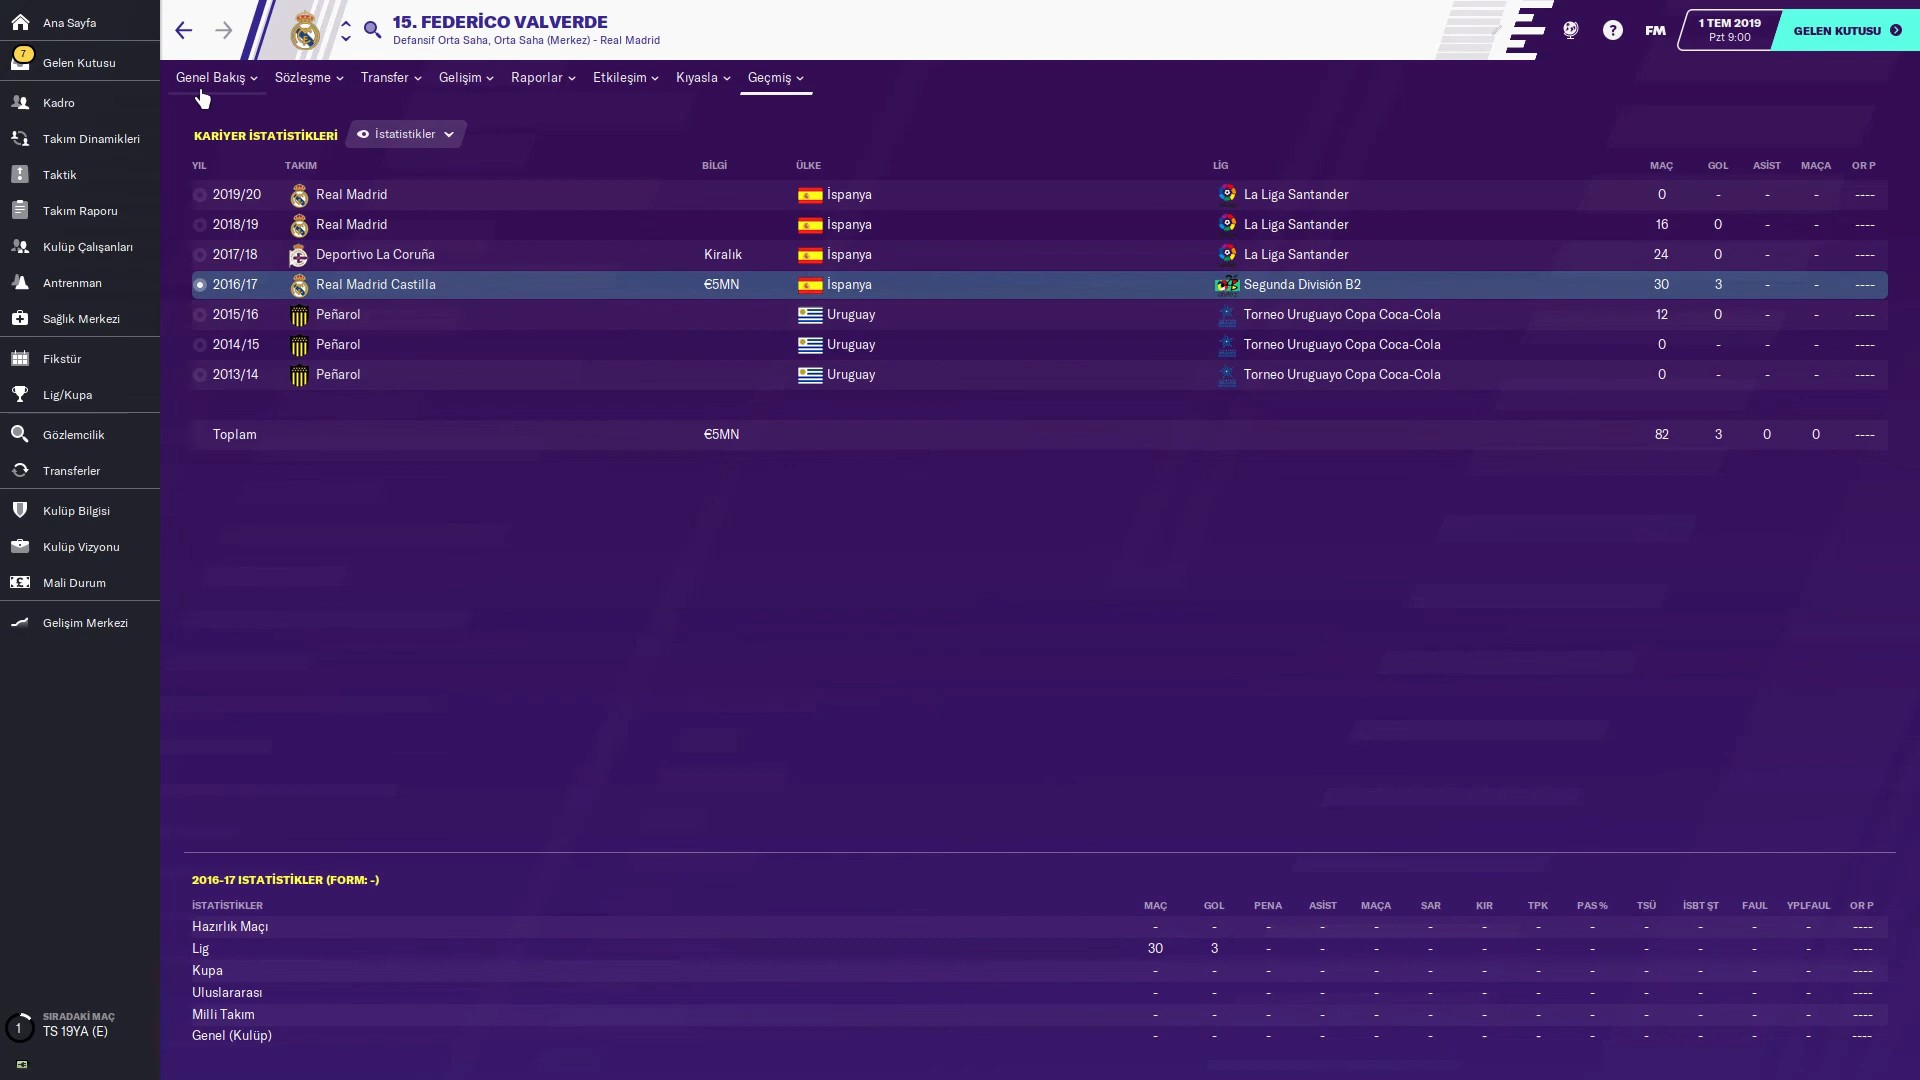 Ana Sayfa
7
Gelen Kutusu
Kadro
Takım Dinamikleri
Taktik
Takım Raporu
Kulüp Çalışanları
Antrenman
Sağlık Merkezi
Fikstür
Lig/Kupa
Gözlemcilik
Transferler
Kulüp Bilgisi
Kulüp Vizyonu
Mali Durum
Gelişim Merkezi
1 SIRADAKİ MAÇ
TS 19YA (E)
15. FEDERİCO VALVERDE
Defansif Orta Saha, Orta Saha (Merkez) - Real Madrid
? FM
1 TEM 2019
Pzt 9:00
GELEN KUTUSU
Genel Bakış Sözleşme Transfer Gelişim Raporlar Etkileşim Kıyasla Geçmiş
KARİYER İSTATİSTİKLERİ İstatistikler
YIL TAKIM BİLGİ ÜLKE LİG MAÇ GOL ASİST MAÇA OR P
2019/20 Real Madrid İspanya La Liga Santander 0 - - - ----
2018/19 Real Madrid İspanya La Liga Santander 16 0 - - ----
2017/18 Deportivo La Coruña Kiralık İspanya La Liga Santander 24 0 - - ----
2016/17 Real Madrid Castilla €5MN İspanya Segunda División B2 30 3 - - ----
2015/16 Peñarol Uruguay Torneo Uruguayo Copa Coca-Cola 12 0 - - ----
2014/15 Peñarol Uruguay Torneo Uruguayo Copa Coca-Cola 0 - - - ----
2013/14 Peñarol Uruguay Torneo Uruguayo Copa Coca-Cola 0 - - - ----
Toplam €5MN 82 3 0 0 ----
2016-17 ISTATİSTİKLER (FORM: -)
İSTATİSTİKLER MAÇ GOL PENA ASİST MAÇA SAR KIR TPK PAS % TSÜ İSBT ŞT FAUL YPLFAUL OR P
Hazırlık Maçı - - - - - - - - - - - - - ----
Lig 30 3 - - - - - - - - - - - ----
Kupa - - - - - - - - - - - - - ----
Uluslararası - - - - - - - - - - - - - ----
Milli Takım - - - - - - - - - - - - - ----
Genel (Kulüp) - - - - - - - - - - - - - ----